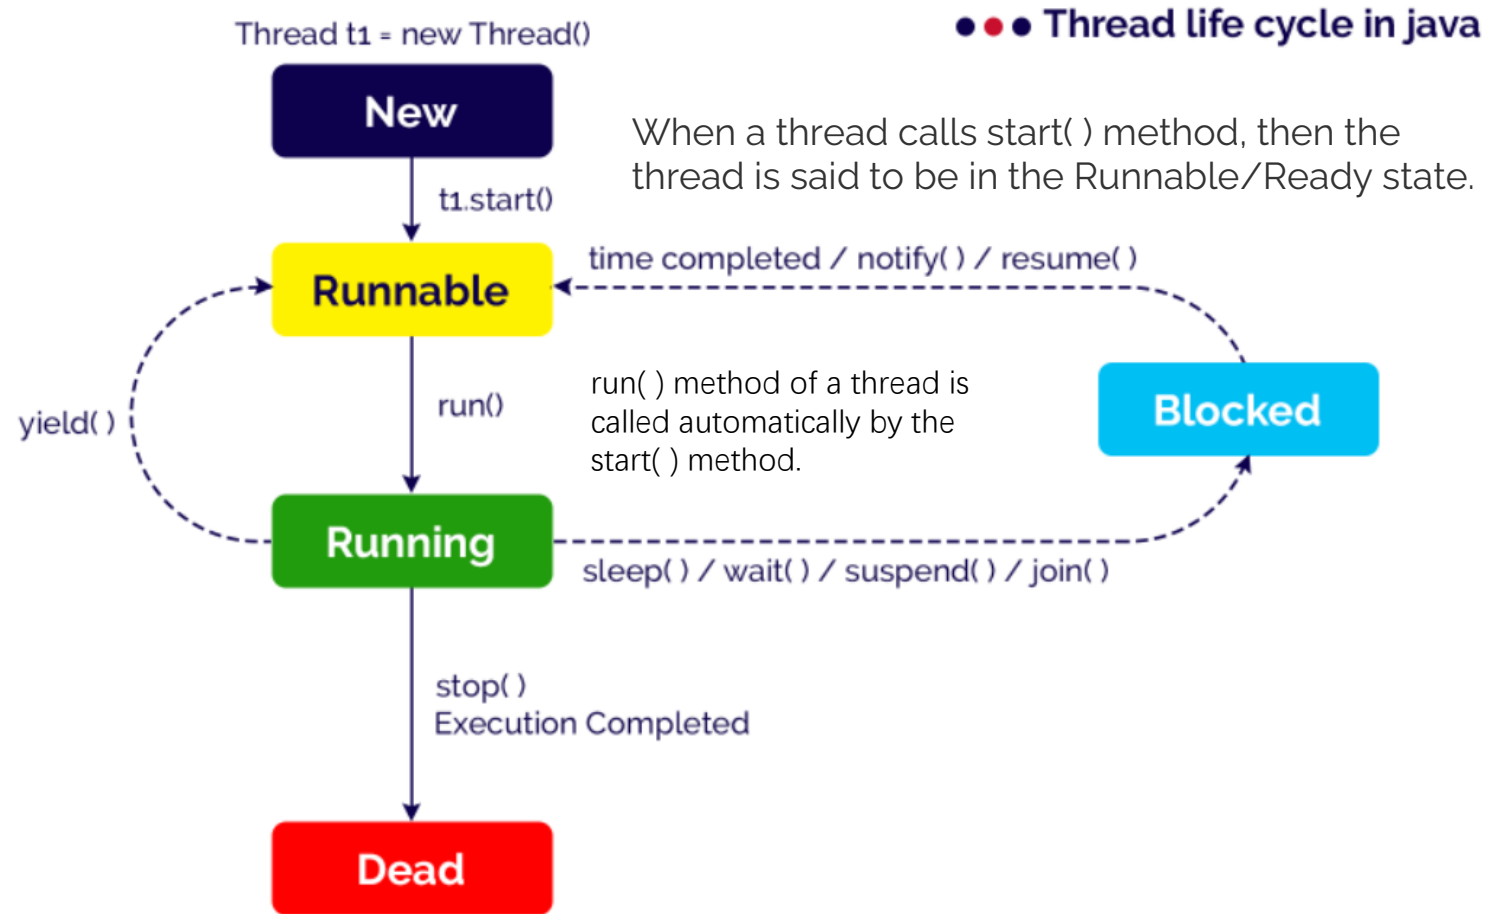 Thread t1 = new Thread()
Thread life cycle in java
New
When a thread calls start( ) method, then the
thread is said to be in the Runnable/Ready state.
t1.start()
time completed / notify( ) / resume( )
Runnable
run()
run( ) method of a thread is
called automatically by the
start( ) method.
Blocked
yield( )
Running
sleep( ) / wait( ) / suspend( ) / join( )
stop( )
Execution Completed
Dead